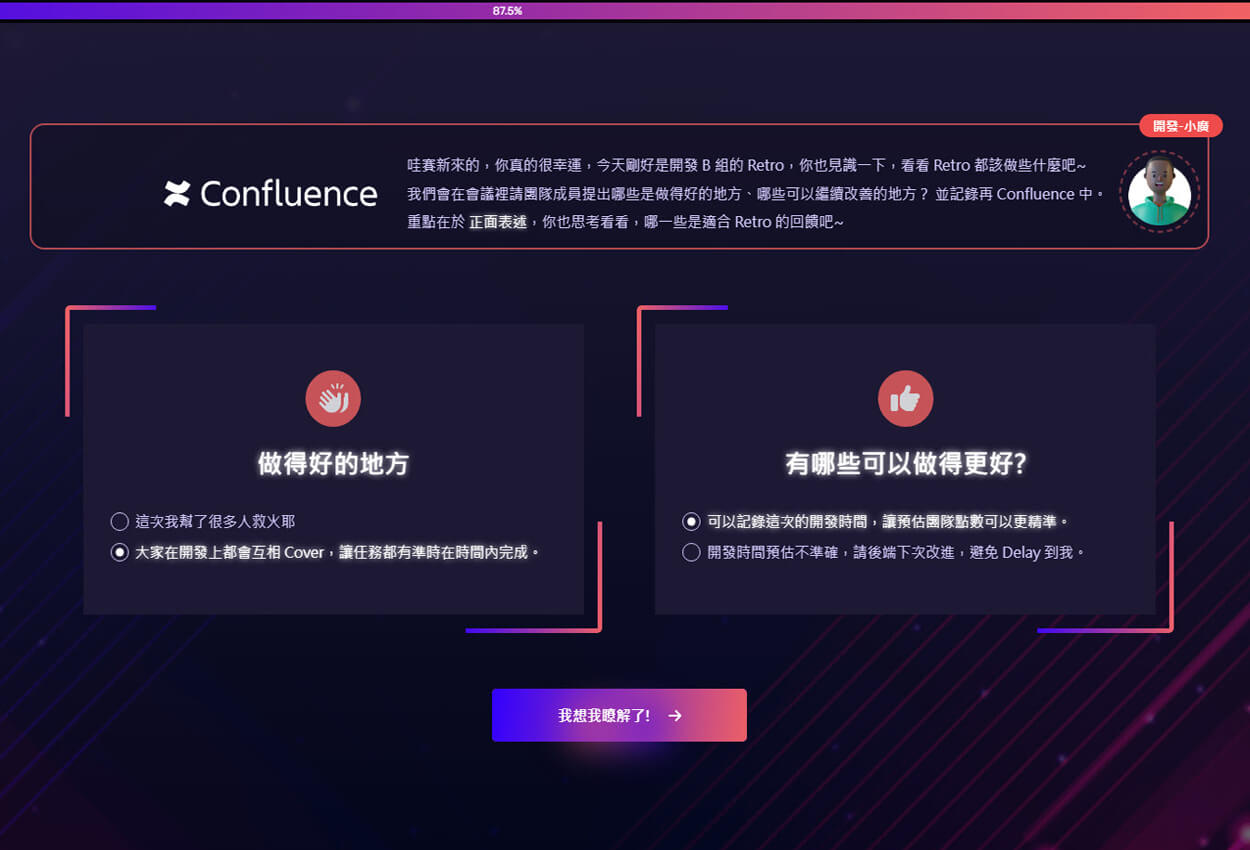 87.5%
開發-小廣
Confluence
哇賽新來的，你真的很幸運，今天剛好是開發 B 組的 Retro，你也見識一下，看看 Retro 都該做些什麼吧~
我們會在會議裡請團隊成員提出哪些是做得好的地方、哪些可以繼續改善的地方？ 並記錄再 Confluence 中。
重點在於 正面表述，你也思考看看，哪一些是適合 Retro 的回饋吧~
做得好的地方
這次我幫了很多人救火耶
大家在開發上都會互相 Cover，讓任務都有準時在時間內完成。
有哪些可以做得更好?
可以記錄這次的開發時間，讓預估團隊點數可以更精準。
開發時間預估不準確，請後端下次改進，避免 Delay 到我。
我想我瞭解了!